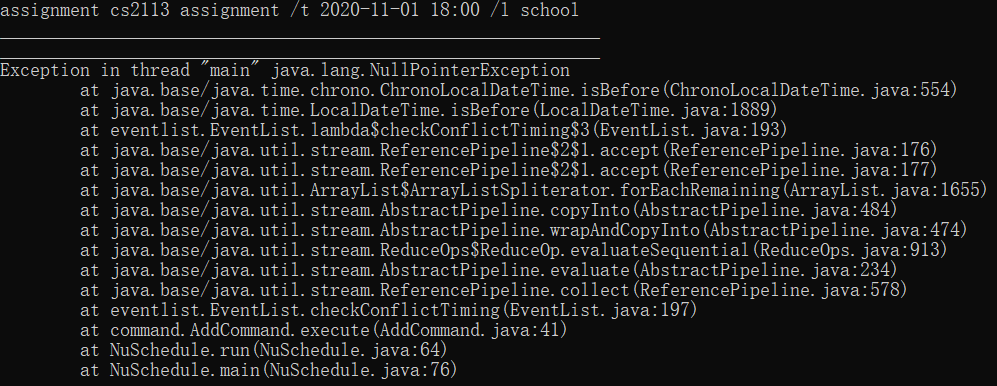 assignment cs2113 assignment /t 2020-11-01 18:00 /l school
____________________________________________________________
____________________________________________________________
Exception in thread "main" java.lang.NullPointerException
at java.base/java.time.chrono.ChronoLocalDateTime.isBefore(ChronoLocalDateTime.java:554)
at java.base/java.time.LocalDateTime.isBefore(LocalDateTime.java:1889)
at eventlist.EventList.lambda$checkConflictTiming$3(EventList.java:193)
at java.base/java.util.stream.ReferencePipeline$2$1.accept(ReferencePipeline.java:176)
at java.base/java.util.stream.ReferencePipeline$2$1.accept(ReferencePipeline.java:177)
at java.base/java.util.ArrayList$ArrayListSpliterator.forEachRemaining(ArrayList.java:1655)
at java.base/java.util.stream.AbstractPipeline.copyInto(AbstractPipeline.java:484)
at java.base/java.util.stream.AbstractPipeline.wrapAndCopyInto(AbstractPipeline.java:474)
at java.base/java.util.stream.ReduceOps$ReduceOp.evaluateSequential(ReduceOps.java:913)
at java.base/java.util.stream.AbstractPipeline.evaluate(AbstractPipeline.java:234)
at java.base/java.util.stream.ReferencePipeline.collect(ReferencePipeline.java:578)
at eventlist.EventList.checkConflictTiming(EventList.java:197)
at command.AddCommand.execute(AddCommand.java:41)
at NuSchedule.run(NuSchedule.java:64)
at NuSchedule.main(NuSchedule.java:76)